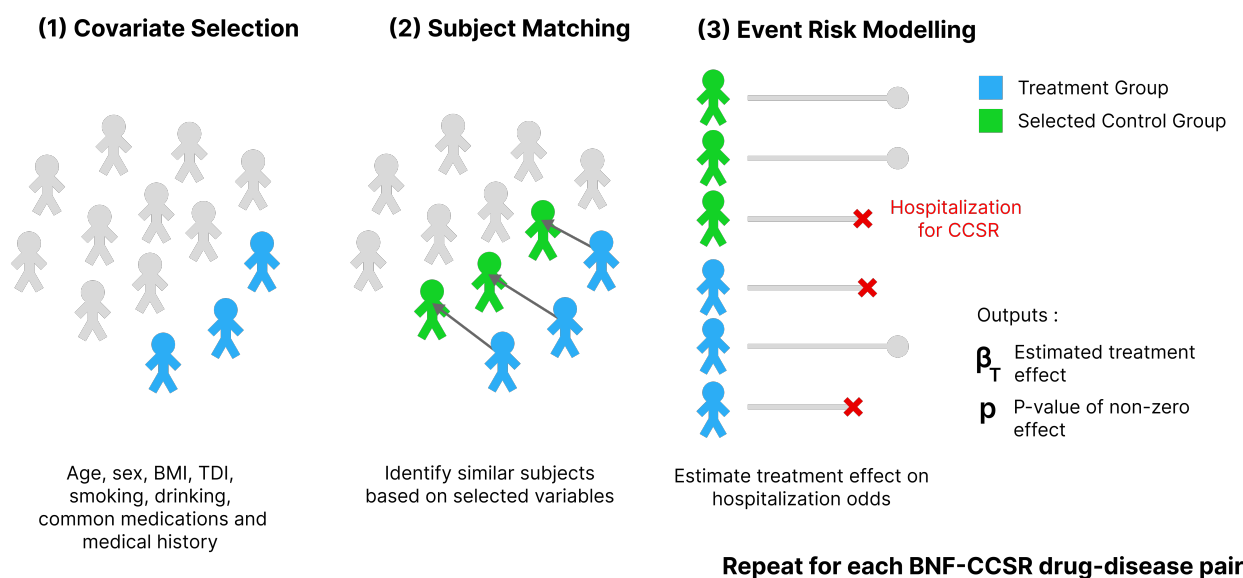 (1) Covariate Selection
(2) Subject Matching
(3) Event Risk Modelling
Treatment Group
Selected Control Group
Hospitalization
for CCSR
Outputs :
βT Estimated treatment
effect
p P-value of non-zero
effect
Age, sex, BMI, TDI,
smoking, drinking,
common medications and
medical history
Identify similar subjects
based on selected variables
Estimate treatment effect on
hospitalization odds
Repeat for each BNF-CCSR drug-disease pair